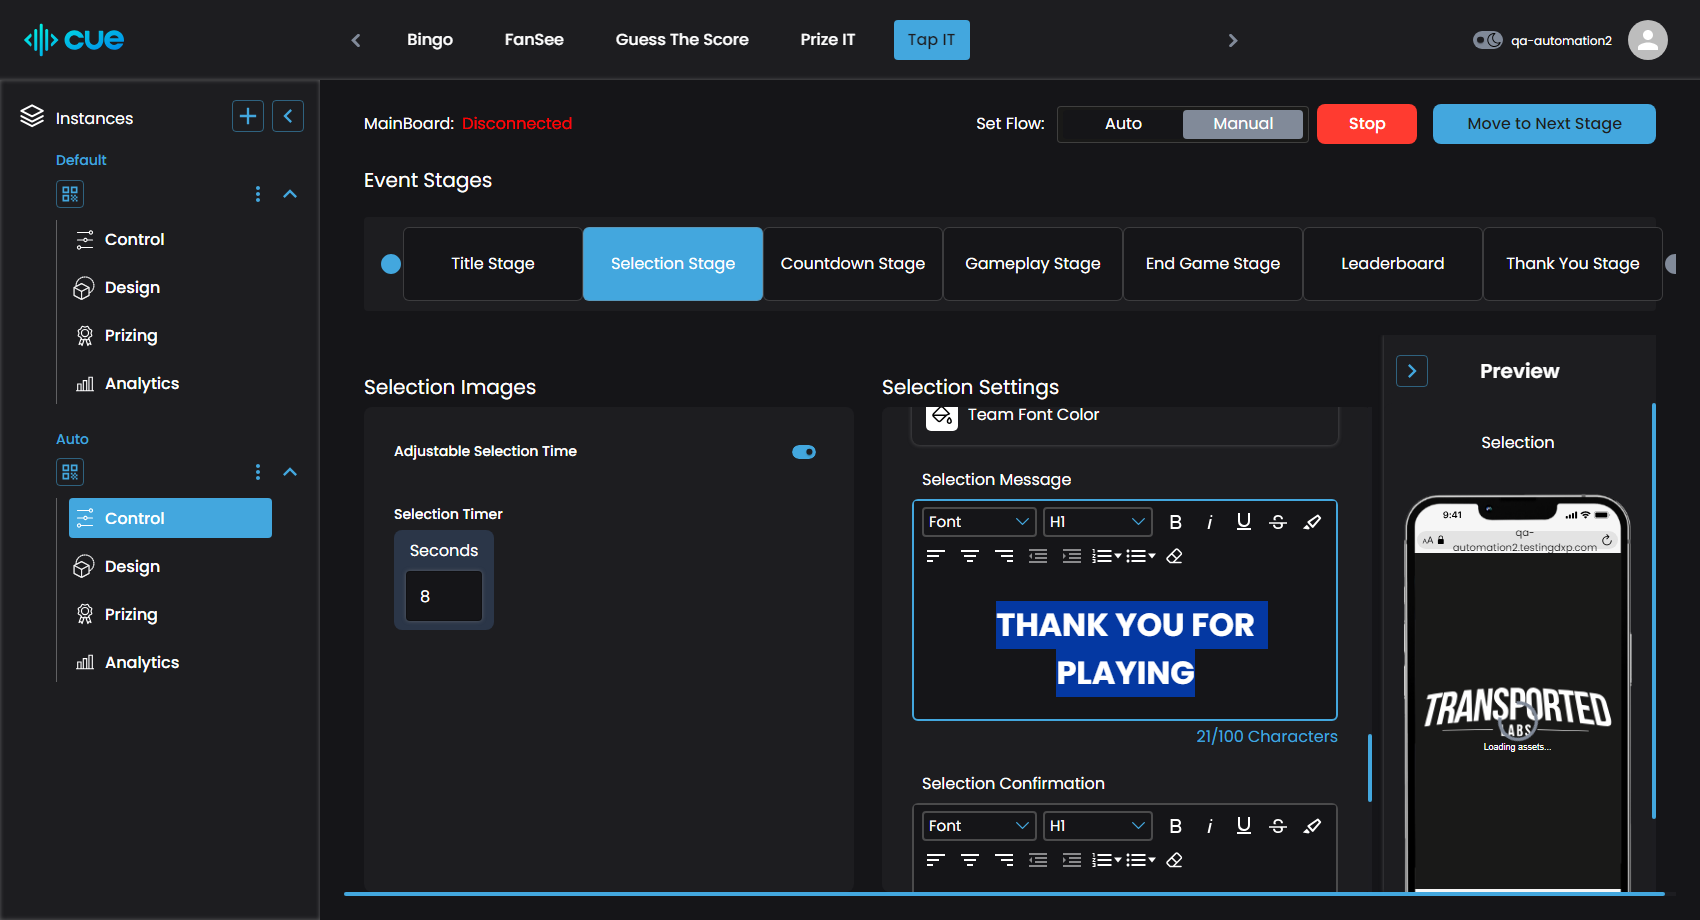 cue
Bingo
FanSee
Guess The Score
Prize IT
Tap IT
qa-automation2
Instances
Default
Control
Design
Prizing
Analytics
Auto
Control
Design
Prizing
Analytics
MainBoard: Disconnected
Set Flow:
Auto
Manual
Stop
Move to Next Stage
Event Stages
Title Stage
Selection Stage
Countdown Stage
Gameplay Stage
End Game Stage
Leaderboard
Thank You Stage
Selection Images
Adjustable Selection Time
Selection Timer
Seconds
8
Selection Settings
Team Font Color
Selection Message
Font
H1
B i U S
THANK YOU FOR
PLAYING
21/100 Characters
Selection Confirmation
Font
H1
B i U S
Preview
Selection
9:41
AA
qa-
automation2.testingdxp.com
TRANSPORTED
LABS
Loading assets...